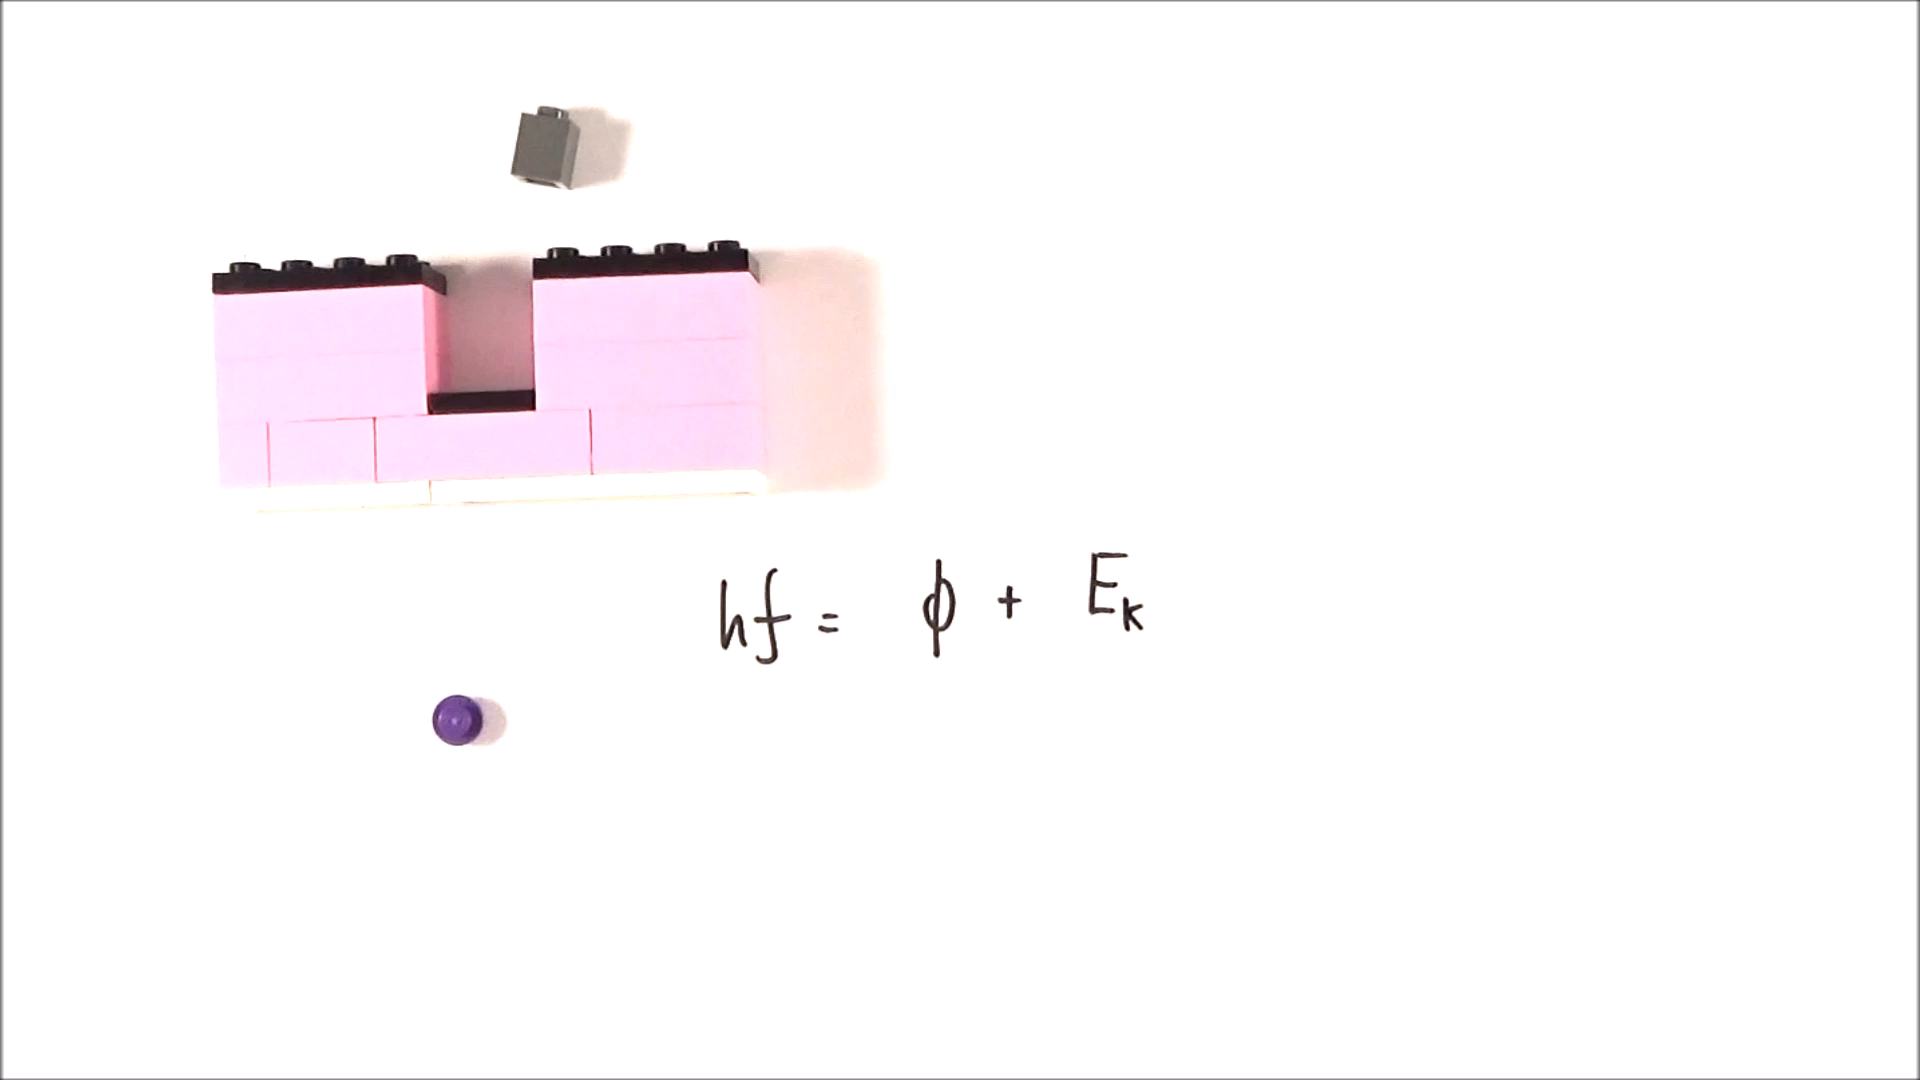 hf = ϕ + Eₖ